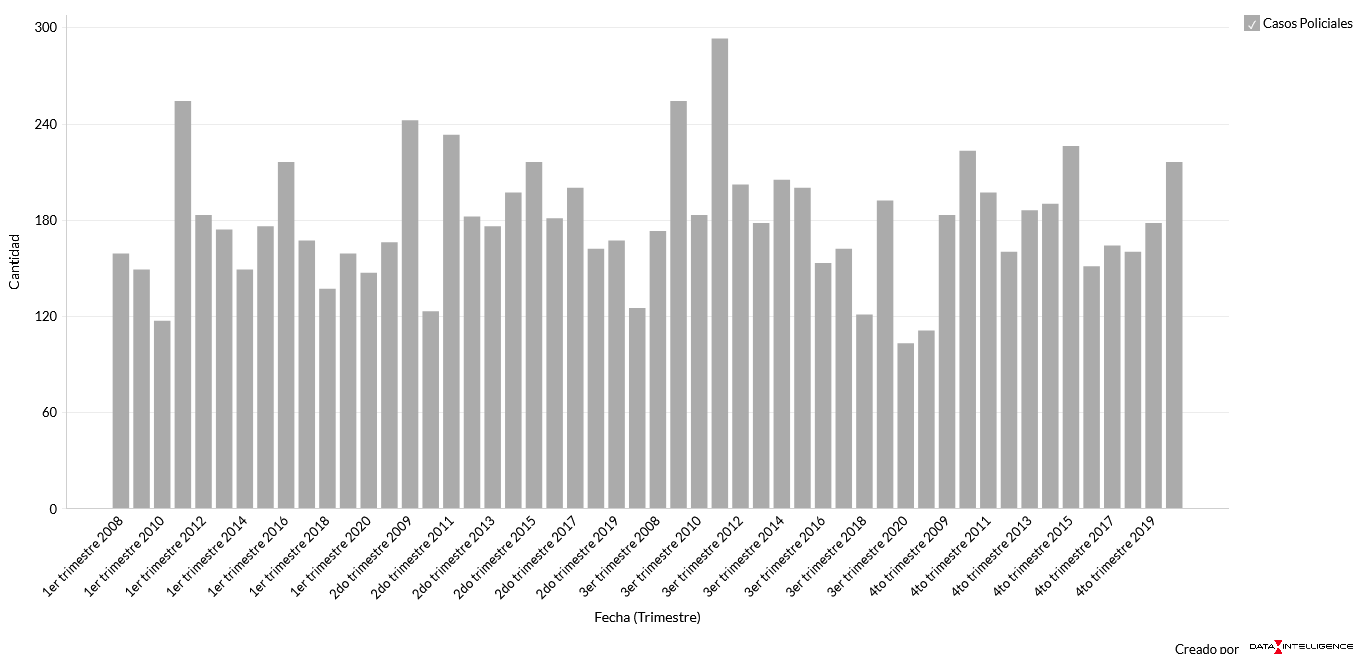 Casos Policiales
300
240
180
120
60
0
Cantidad
1er trimestre 2008
1er trimestre 2010
1er trimestre 2012
1er trimestre 2014
1er trimestre 2016
1er trimestre 2018
1er trimestre 2020
2do trimestre 2009
2do trimestre 2011
2do trimestre 2013
2do trimestre 2015
2do trimestre 2017
2do trimestre 2019
3er trimestre 2008
3er trimestre 2010
3er trimestre 2012
3er trimestre 2014
3er trimestre 2016
3er trimestre 2018
3er trimestre 2020
4to trimestre 2009
4to trimestre 2011
4to trimestre 2013
4to trimestre 2015
4to trimestre 2017
4to trimestre 2019
Fecha (Trimestre)
Creado por DATA INTELLIGENCE